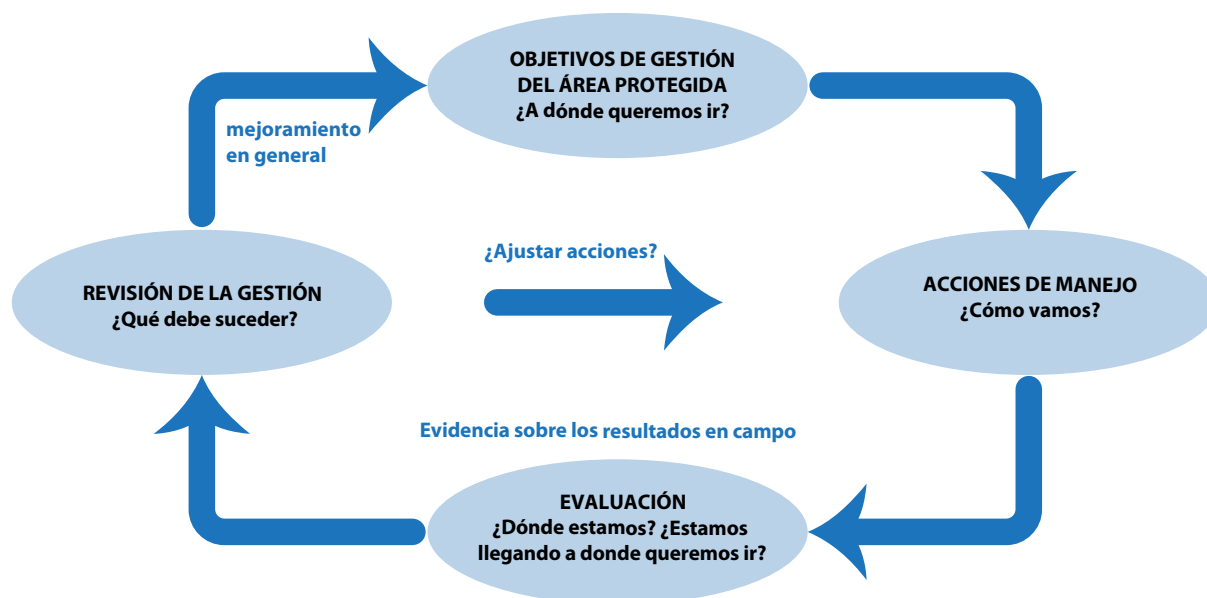 OBJETIVOS DE GESTIÓN
DEL ÁREA PROTEGIDA
¿A dónde queremos ir?
mejoramiento
en general
¿Ajustar acciones?
REVISIÓN DE LA GESTIÓN
¿Qué debe suceder?
ACCIONES DE MANEJO
¿Cómo vamos?
Evidencia sobre los resultados en campo
EVALUACIÓN
¿Dónde estamos? ¿Estamos
llegando a donde queremos ir?